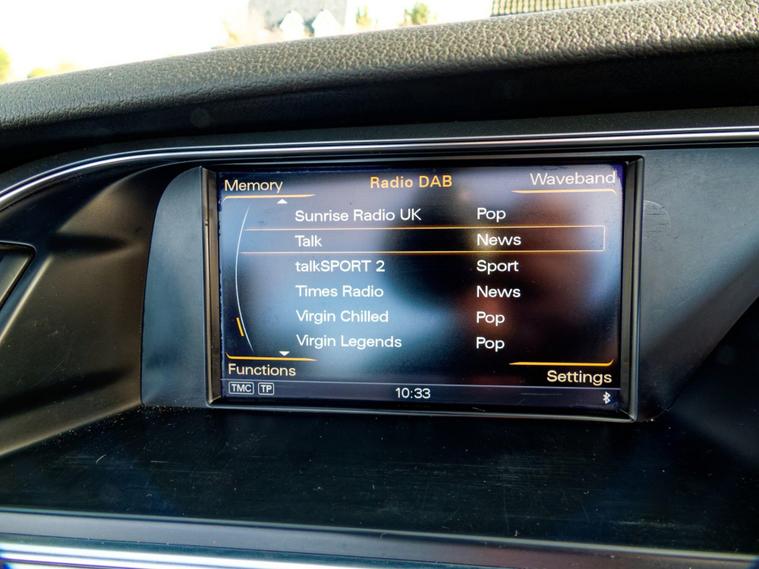 Memory Radio DAB Waveband
Sunrise Radio UK Pop
Talk News
talkSPORT 2 Sport
Times Radio News
Virgin Chilled Pop
Virgin Legends Pop
Functions Settings
TMC TP 10:33